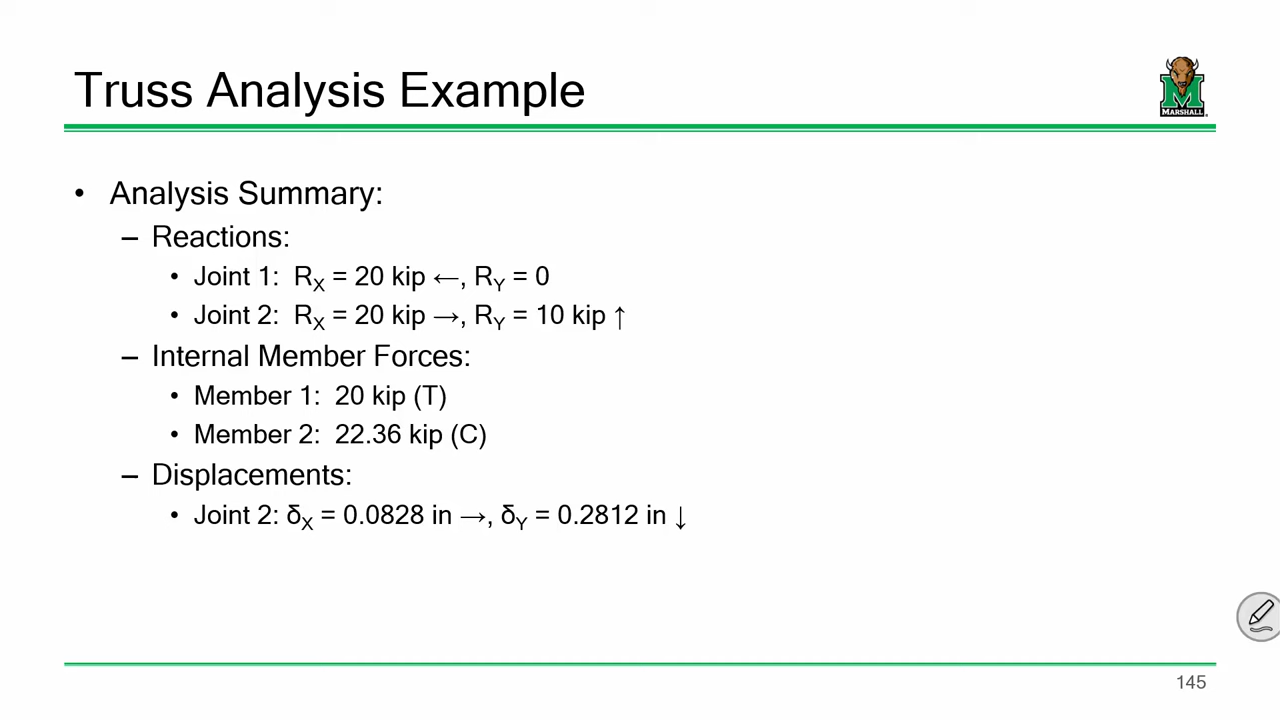 Truss Analysis Example
MARSHALL
• Analysis Summary:
– Reactions:
• Joint 1: RX = 20 kip ←, RY = 0
• Joint 2: RX = 20 kip →, RY = 10 kip ↑
– Internal Member Forces:
• Member 1: 20 kip (T)
• Member 2: 22.36 kip (C)
– Displacements:
• Joint 2: δX = 0.0828 in →, δY = 0.2812 in ↓
145